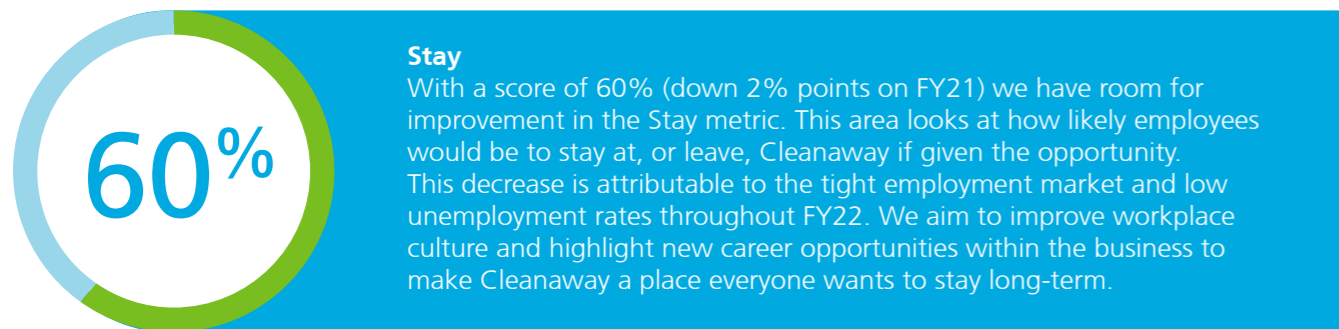 60%
Stay
With a score of 60% (down 2% points on FY21) we have room for
improvement in the Stay metric. This area looks at how likely employees
would be to stay at, or leave, Cleanaway if given the opportunity.
This decrease is attributable to the tight employment market and low
unemployment rates throughout FY22. We aim to improve workplace
culture and highlight new career opportunities within the business to
make Cleanaway a place everyone wants to stay long-term.